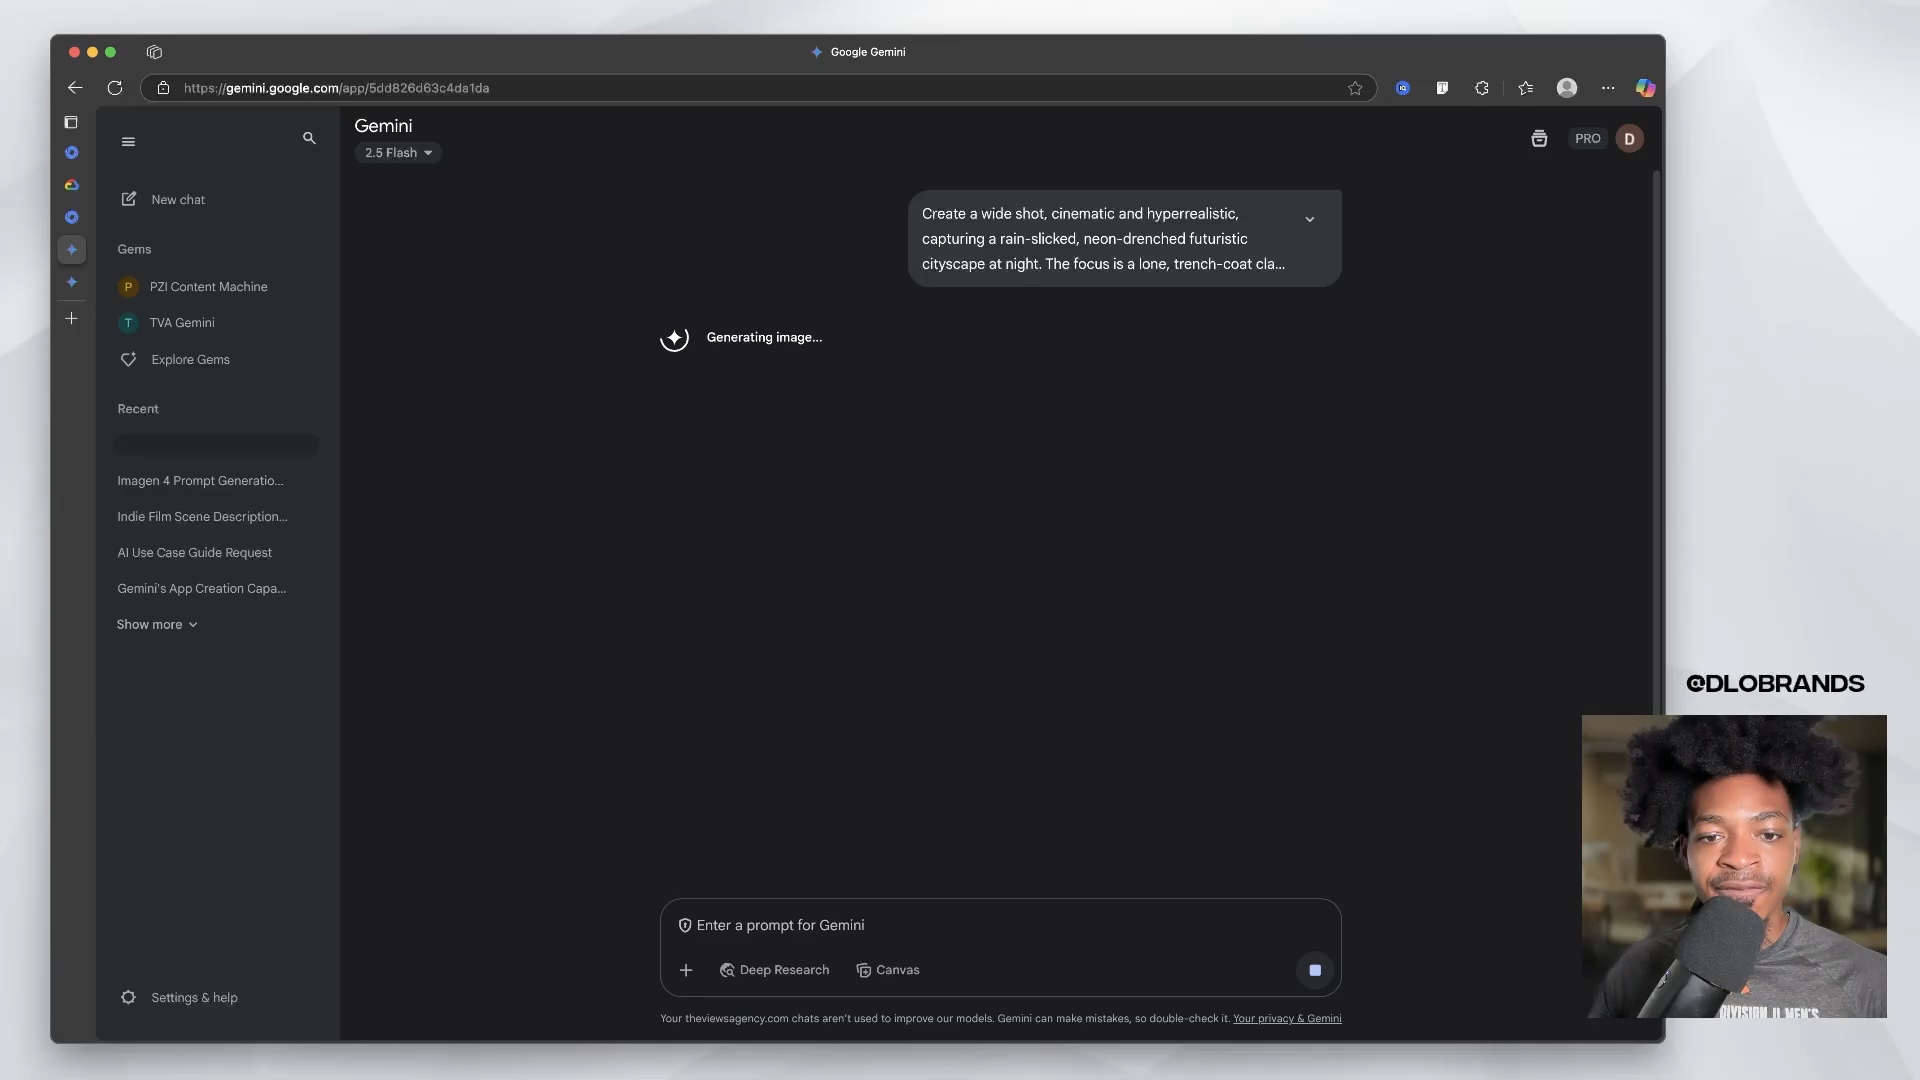 Google Gemini
https://gemini.google.com/app/5dd826d63c4da1da
Gemini
2.5 Flash
PRO
D
New chat
Gems
P PZI Content Machine
T TVA Gemini
Explore Gems
Recent
Imagen 4 Prompt Generatio...
Indie Film Scene Description...
AI Use Case Guide Request
Gemini's App Creation Capa...
Show more
Settings & help
Create a wide shot, cinematic and hyperrealistic,
capturing a rain-slicked, neon-drenched futuristic
cityscape at night. The focus is a lone, trench-coat cla...
Generating image...
Enter a prompt for Gemini
Deep Research
Canvas
Your theviewsagency.com chats aren't used to improve our models. Gemini can make mistakes, so double-check it. Your privacy & Gemini
@DLOBRANDS
DIVISION II MEN'S